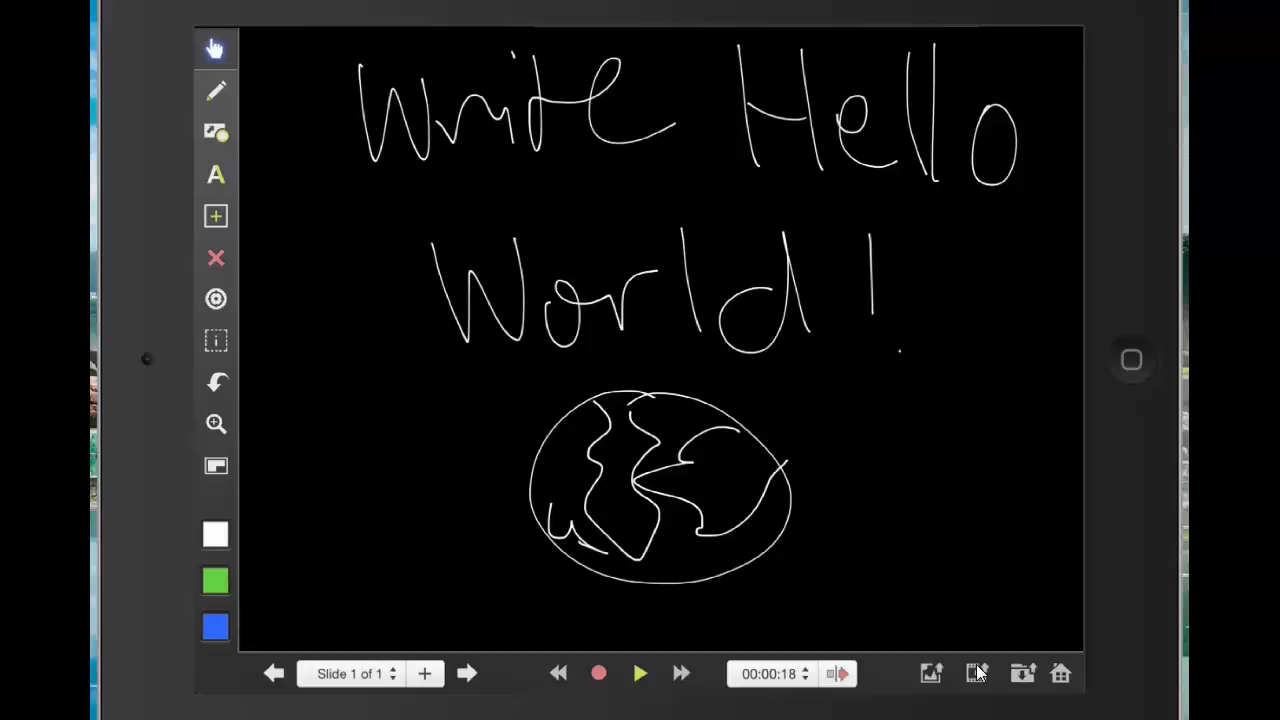 Write Hello
World!
A
i
Slide 1 of 1
00:00:18